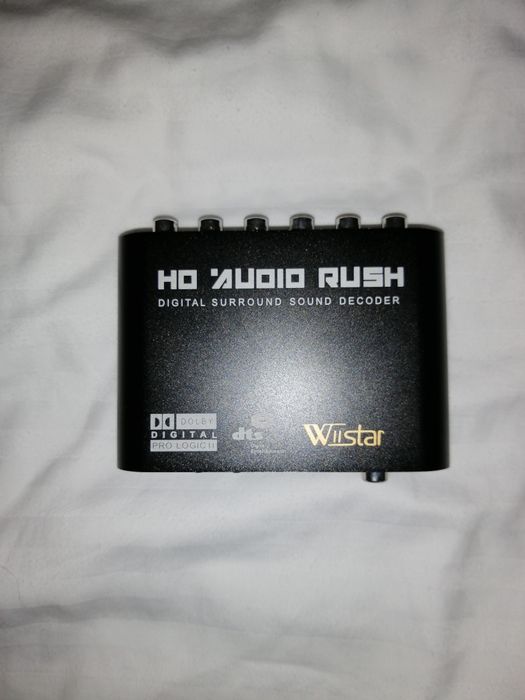 HD AUDIO RUSH
DIGITAL SURROUND SOUND DECODER
DOLBY
DIGITAL
PRO LOGIC II
dts
Wiistar